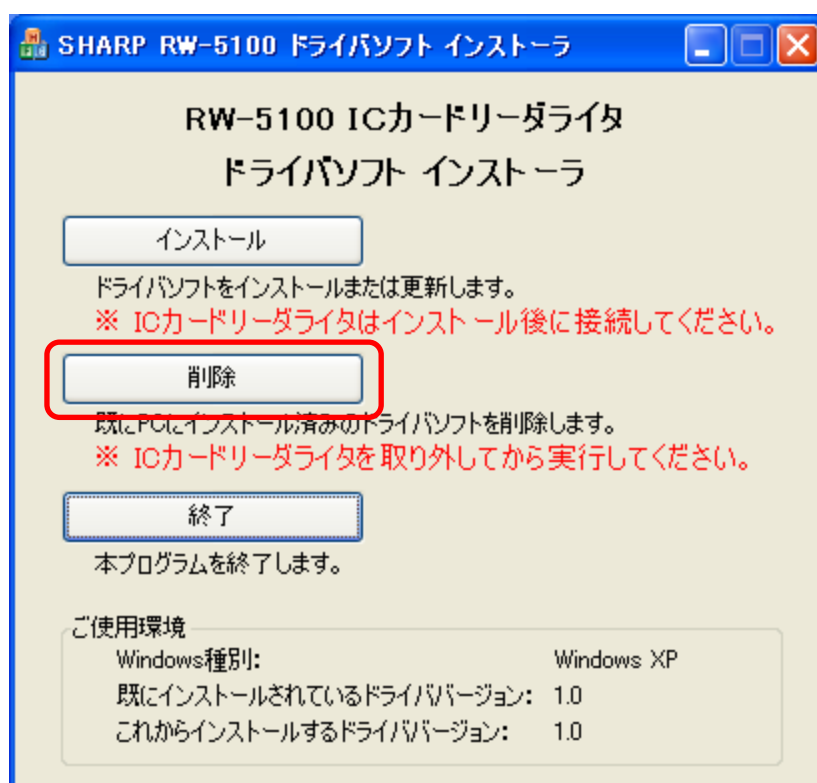 SHARP RW-5100 ドライバソフト インストーラ
RW-5100 ICカードリーダライタ
ドライバソフト インストーラ
インストール
ドライバソフトをインストールまたは更新します。
※ ICカードリーダライタはインストール後に接続してください。
削除
既にPCにインストール済みのドライバソフトを削除します。
※ ICカードリーダライタを取り外してから実行してください。
終了
本プログラムを終了します。
ご使用環境
Windows種別: Windows XP
既にインストールされているドライババージョン: 1.0
これからインストールするドライババージョン: 1.0